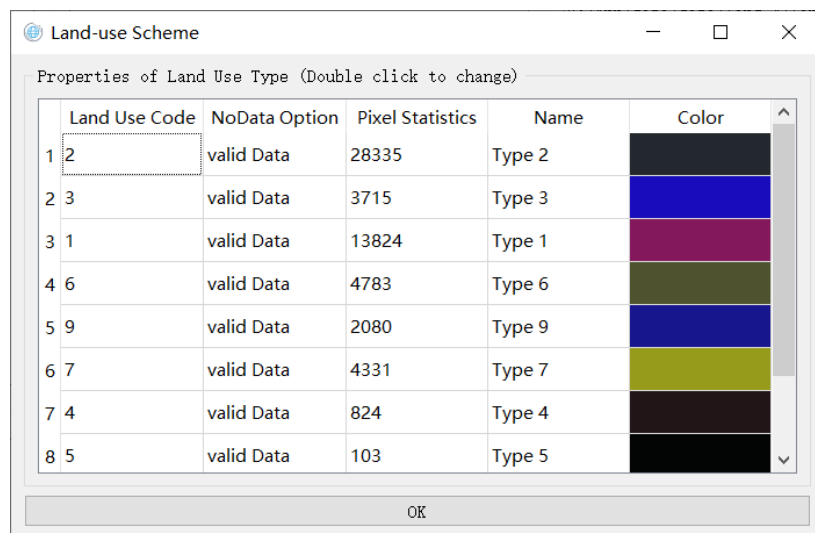 Land-use Scheme
Properties of Land Use Type (Double click to change)
Land Use Code NoData Option Pixel Statistics Name Color
1 2 valid Data 28335 Type 2
2 3 valid Data 3715 Type 3
3 1 valid Data 13824 Type 1
4 6 valid Data 4783 Type 6
5 9 valid Data 2080 Type 9
6 7 valid Data 4331 Type 7
7 4 valid Data 824 Type 4
8 5 valid Data 103 Type 5
OK